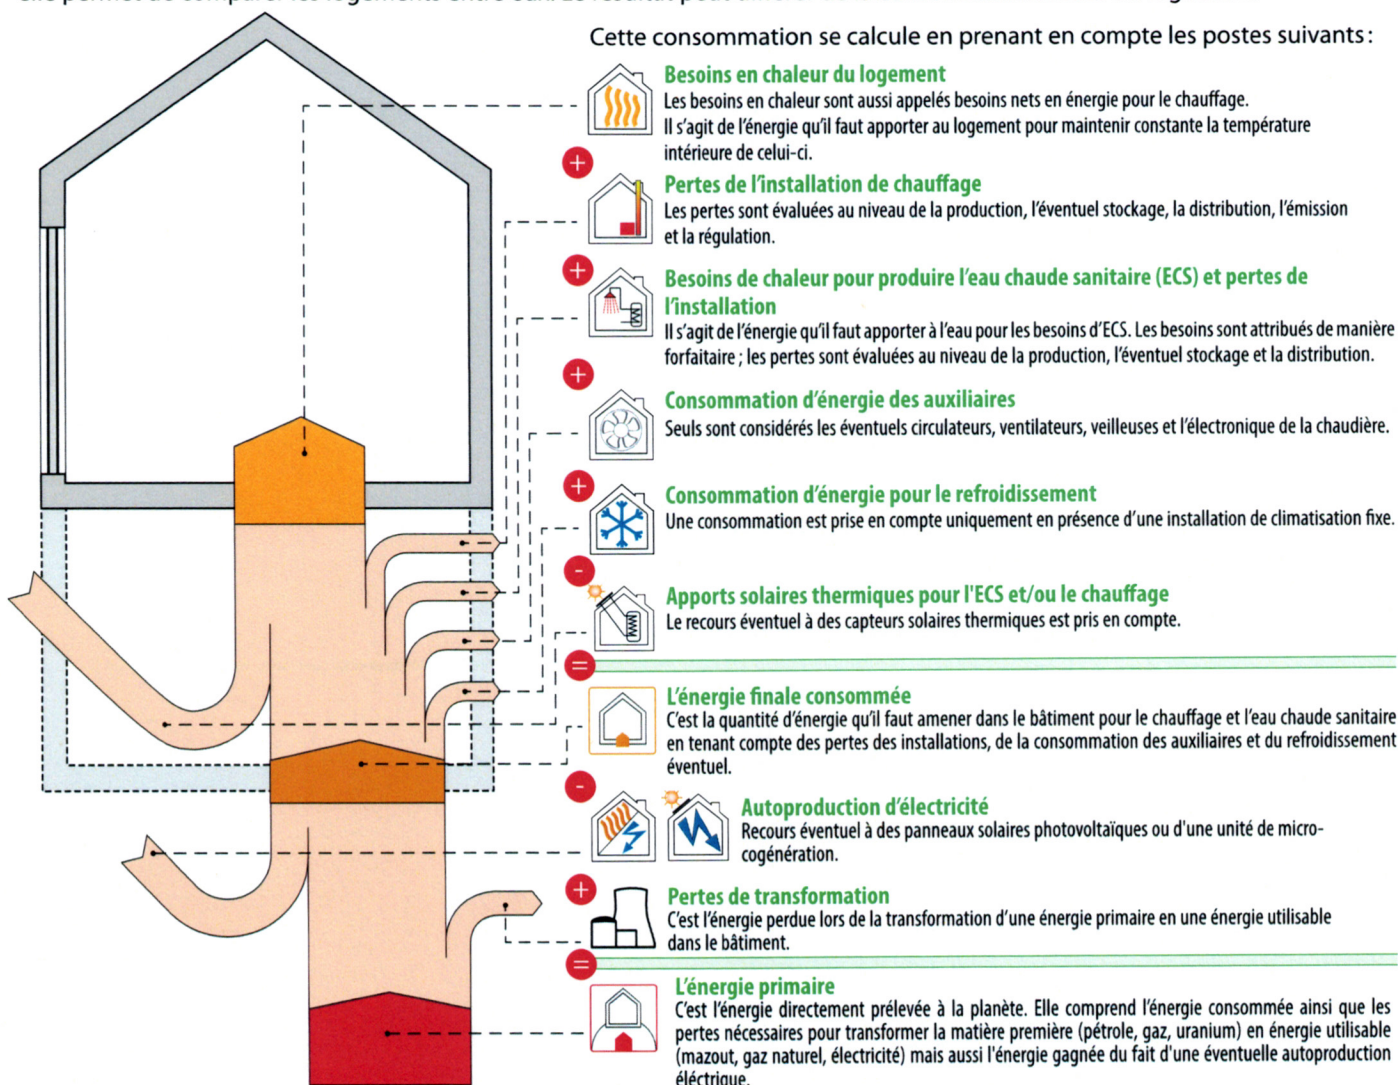 Cette consommation se calcule en prenant en compte les postes suivants :
Besoins en chaleur du logement
Les besoins en chaleur sont aussi appelés besoins nets en énergie pour le chauffage.
Il s'agit de l'énergie qu'il faut apporter au logement pour maintenir constante la température
intérieure de celui-ci.
+
Pertes de l'installation de chauffage
Les pertes sont évaluées au niveau de la production, l'éventuel stockage, la distribution, l'émission
et la régulation.
+
Besoins de chaleur pour produire l'eau chaude sanitaire (ECS) et pertes de
l'installation
Il s'agit de l'énergie qu'il faut apporter à l'eau pour les besoins d'ECS. Les besoins sont attribués de manière
forfaitaire ; les pertes sont évaluées au niveau de la production, l'éventuel stockage et la distribution.
+
Consommation d'énergie des auxiliaires
Seuls sont considérés les éventuels circulateurs, ventilateurs, veilleuses et l'électronique de la chaudière.
+
Consommation d'énergie pour le refroidissement
Une consommation est prise en compte uniquement en présence d'une installation de climatisation fixe.
-
Apports solaires thermiques pour l'ECS et/ou le chauffage
Le recours éventuel à des capteurs solaires thermiques est pris en compte.
=
L'énergie finale consommée
C'est la quantité d'énergie qu'il faut amener dans le bâtiment pour le chauffage et l'eau chaude sanitaire
en tenant compte des pertes des installations, de la consommation des auxiliaires et du refroidissement
éventuel.
-
Autoproduction d'électricité
Recours éventuel à des panneaux solaires photovoltaïques ou d'une unité de micro-
cogénération.
+
Pertes de transformation
C'est l'énergie perdue lors de la transformation d'une énergie primaire en une énergie utilisable
dans le bâtiment.
=
L'énergie primaire
C'est l'énergie directement prélevée à la planète. Elle comprend l'énergie consommée ainsi que les
pertes nécessaires pour transformer la matière première (pétrole, gaz, uranium) en énergie utilisable
(mazout, gaz naturel, électricité) mais aussi l'énergie gagnée du fait d'une éventuelle autoproduction
éléctrique.